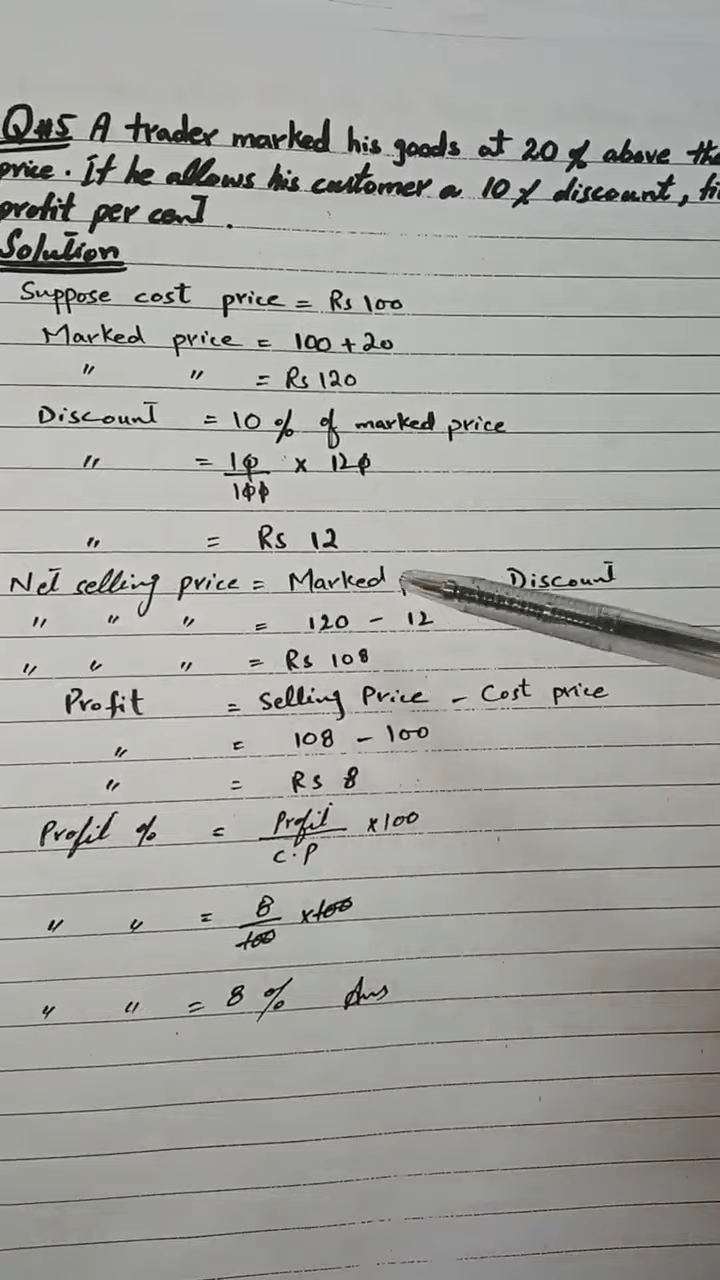 Q#5 A trader marked his goods at 20% above the
price. If he allows his customer a 10% discount,
profit per cent.
Solution
Suppose cost price = Rs 100
Marked price = 100 + 20
" " = Rs 120
Discount = 10% of marked price
" = 10/100 × 120
" = Rs 12
Net selling price = Marked Discount
" " " = 120 - 12
" " " = Rs 108
Profit = Selling Price - Cost price
" = 108 - 100
" = Rs 8
Profit % = Profit/C.P ×100
" " = 8/100 ×100
" " = 8% Ans